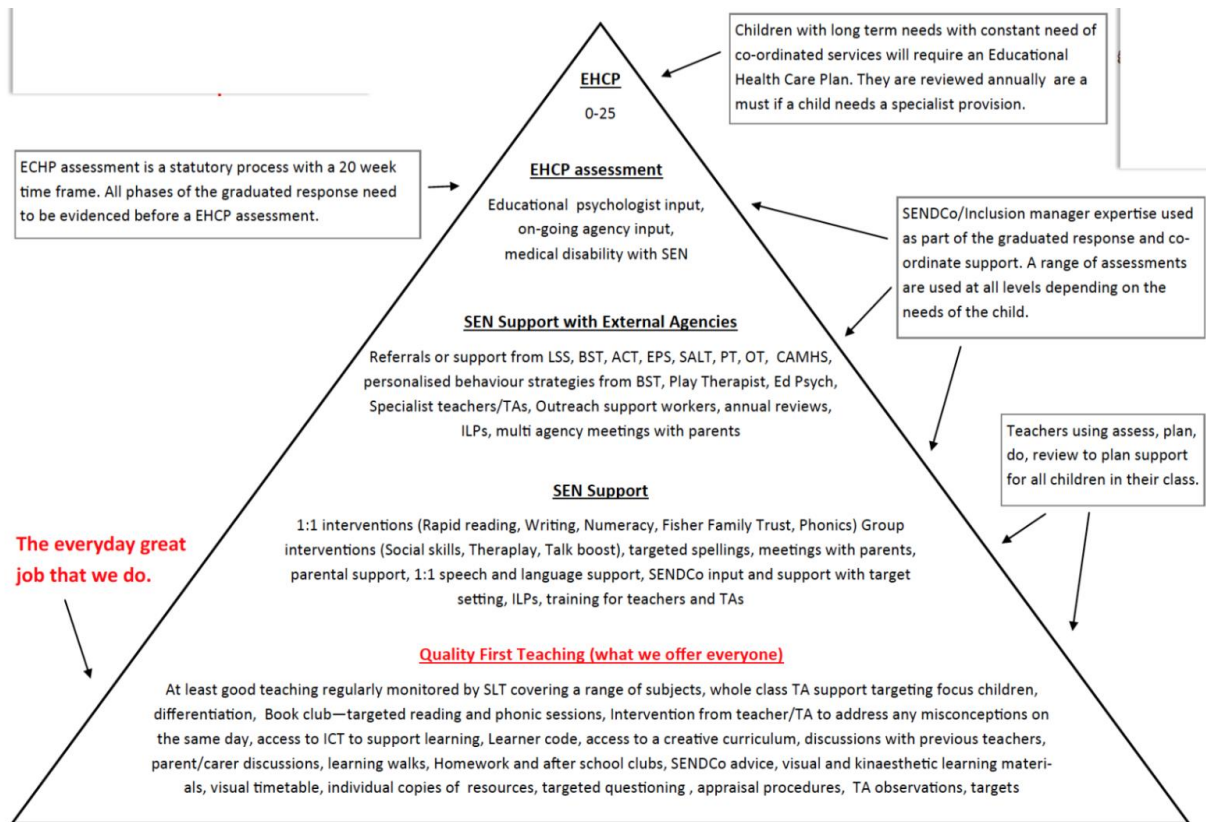 Children with long term needs with constant need of
co-ordinated services will require an Educational
Health Care Plan. They are reviewed annually  are a
must if a child needs a specialist provision.
EHCP
0-25
ECHP assessment is a statutory process with a 20 week
time frame. All phases of the graduated response need
to be evidenced before a EHCP assessment.
EHCP assessment
Educational  psychologist input,
on-going agency input,
medical disability with SEN
SENDCo/Inclusion manager expertise used
as part of the graduated response and co-
ordinate support. A range of assessments
are used at all levels depending on the
needs of the child.
SEN Support with External Agencies
Referrals or support from LSS, BST, ACT, EPS, SALT, PT, OT,  CAMHS,
personalised behaviour strategies from BST, Play Therapist, Ed Psych,
Specialist teachers/TAs, Outreach support workers, annual reviews,
ILPs, multi agency meetings with parents
Teachers using assess, plan,
do, review to plan support
for all children in their class.
SEN Support
1:1 interventions (Rapid reading, Writing, Numeracy, Fisher Family Trust, Phonics) Group
interventions (Social skills, Theraplay, Talk boost), targeted spellings, meetings with parents,
parental support, 1:1 speech and language support, SENDCo input and support with target
setting, ILPs, training for teachers and TAs
The everyday great
job that we do.
Quality First Teaching (what we offer everyone)
At least good teaching regularly monitored by SLT covering a range of subjects, whole class TA support targeting focus children,
differentiation,  Book club—targeted reading and phonic sessions, Intervention from teacher/TA to address any misconceptions on
the same day, access to ICT to support learning, Learner code, access to a creative curriculum, discussions with previous teachers,
parent/carer discussions, learning walks, Homework and after school clubs, SENDCo advice, visual and kinaesthetic learning materi-
als, visual timetable, individual copies of  resources, targeted questioning , appraisal procedures,  TA observations, targets